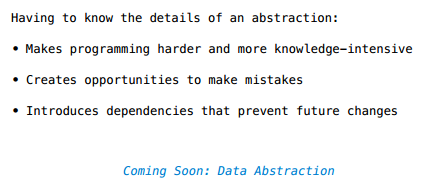 Having to know the details of an abstraction:
• Makes programming harder and more knowledge-intensive
• Creates opportunities to make mistakes
• Introduces dependencies that prevent future changes
Coming Soon: Data Abstraction